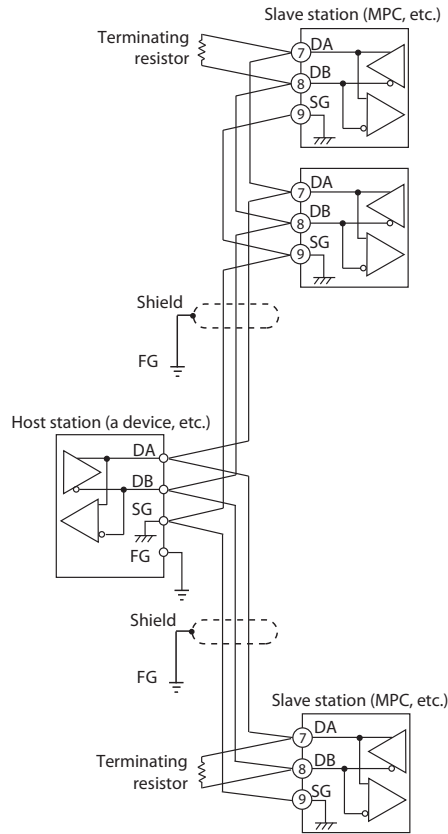 Slave station (MPC, etc.)
Terminating
resistor
7 DA
8 DB
9 SG
7 DA
8 DB
9 SG
Shield
FG
Host station (a device, etc.)
DA
DB
SG
FG
Shield
FG
Slave station (MPC, etc.)
7 DA
8 DB
Terminating
resistor
9 SG